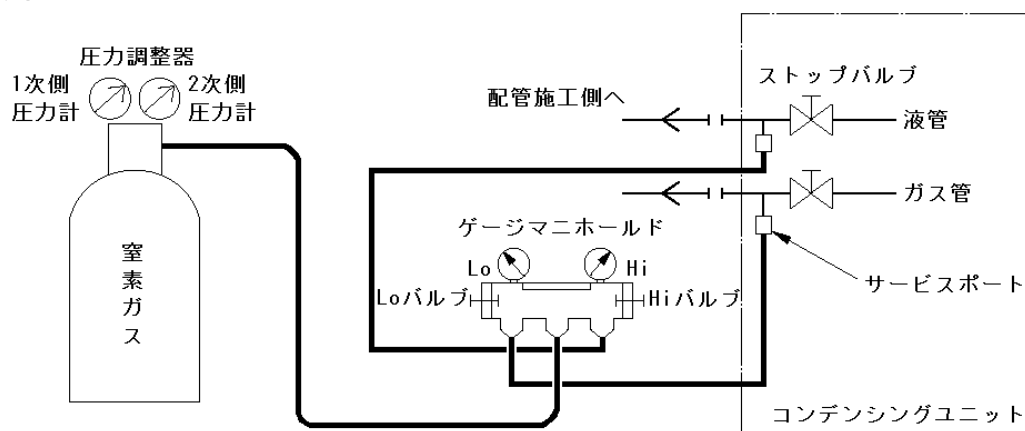 圧力調整器
1次側
圧力計
2次側
圧力計
窒素ガス
配管施工側へ
ストップバルブ
液管
ガス管
ゲージマニホールド
Lo
Hi
Loバルブ
Hiバルブ
サービスポート
コンデンシングユニット